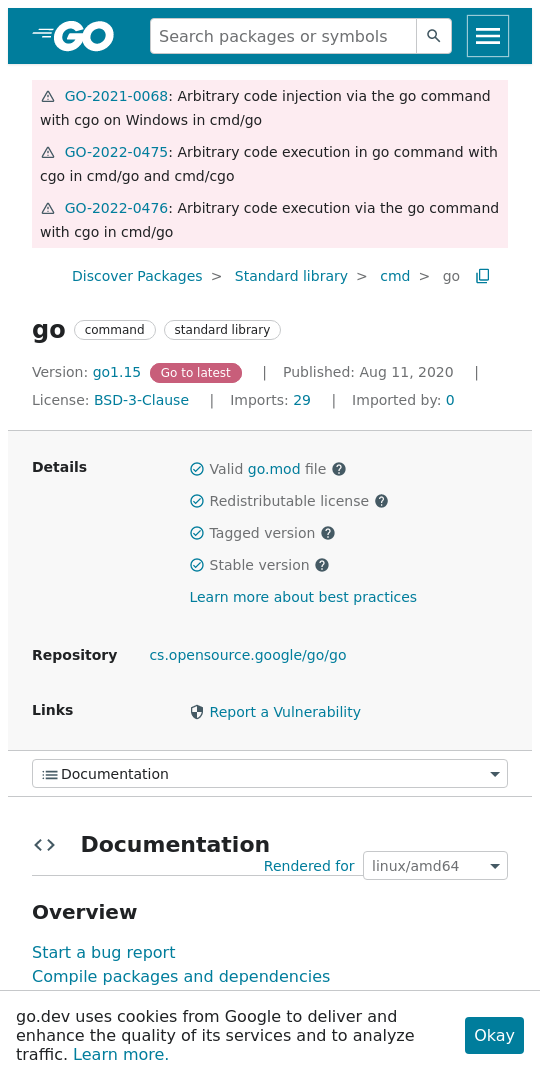 GO
Search packages or symbols
GO-2021-0068: Arbitrary code injection via the go command
with cgo on Windows in cmd/go
GO-2022-0475: Arbitrary code execution in go command with
cgo in cmd/go and cmd/cgo
GO-2022-0476: Arbitrary code execution via the go command
with cgo in cmd/go
Discover Packages > Standard library > cmd > go
go command standard library
Version: go1.15 Go to latest | Published: Aug 11, 2020 |
License: BSD-3-Clause | Imports: 29 | Imported by: 0
Details
Valid go.mod file
Redistributable license
Tagged version
Stable version
Learn more about best practices
Repository cs.opensource.google/go/go
Links Report a Vulnerability
Documentation
Documentation
Rendered for linux/amd64
Overview
Start a bug report
Compile packages and dependencies
go.dev uses cookies from Google to deliver and
enhance the quality of its services and to analyze
traffic. Learn more.
Okay